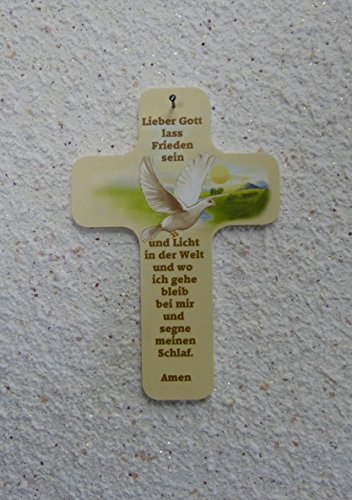 Lieber Gott
lass
Frieden
sein
und Licht
in der Welt
und wo
ich gehe
bleib
bei mir
und
segne
meinen
Schlaf.
Amen